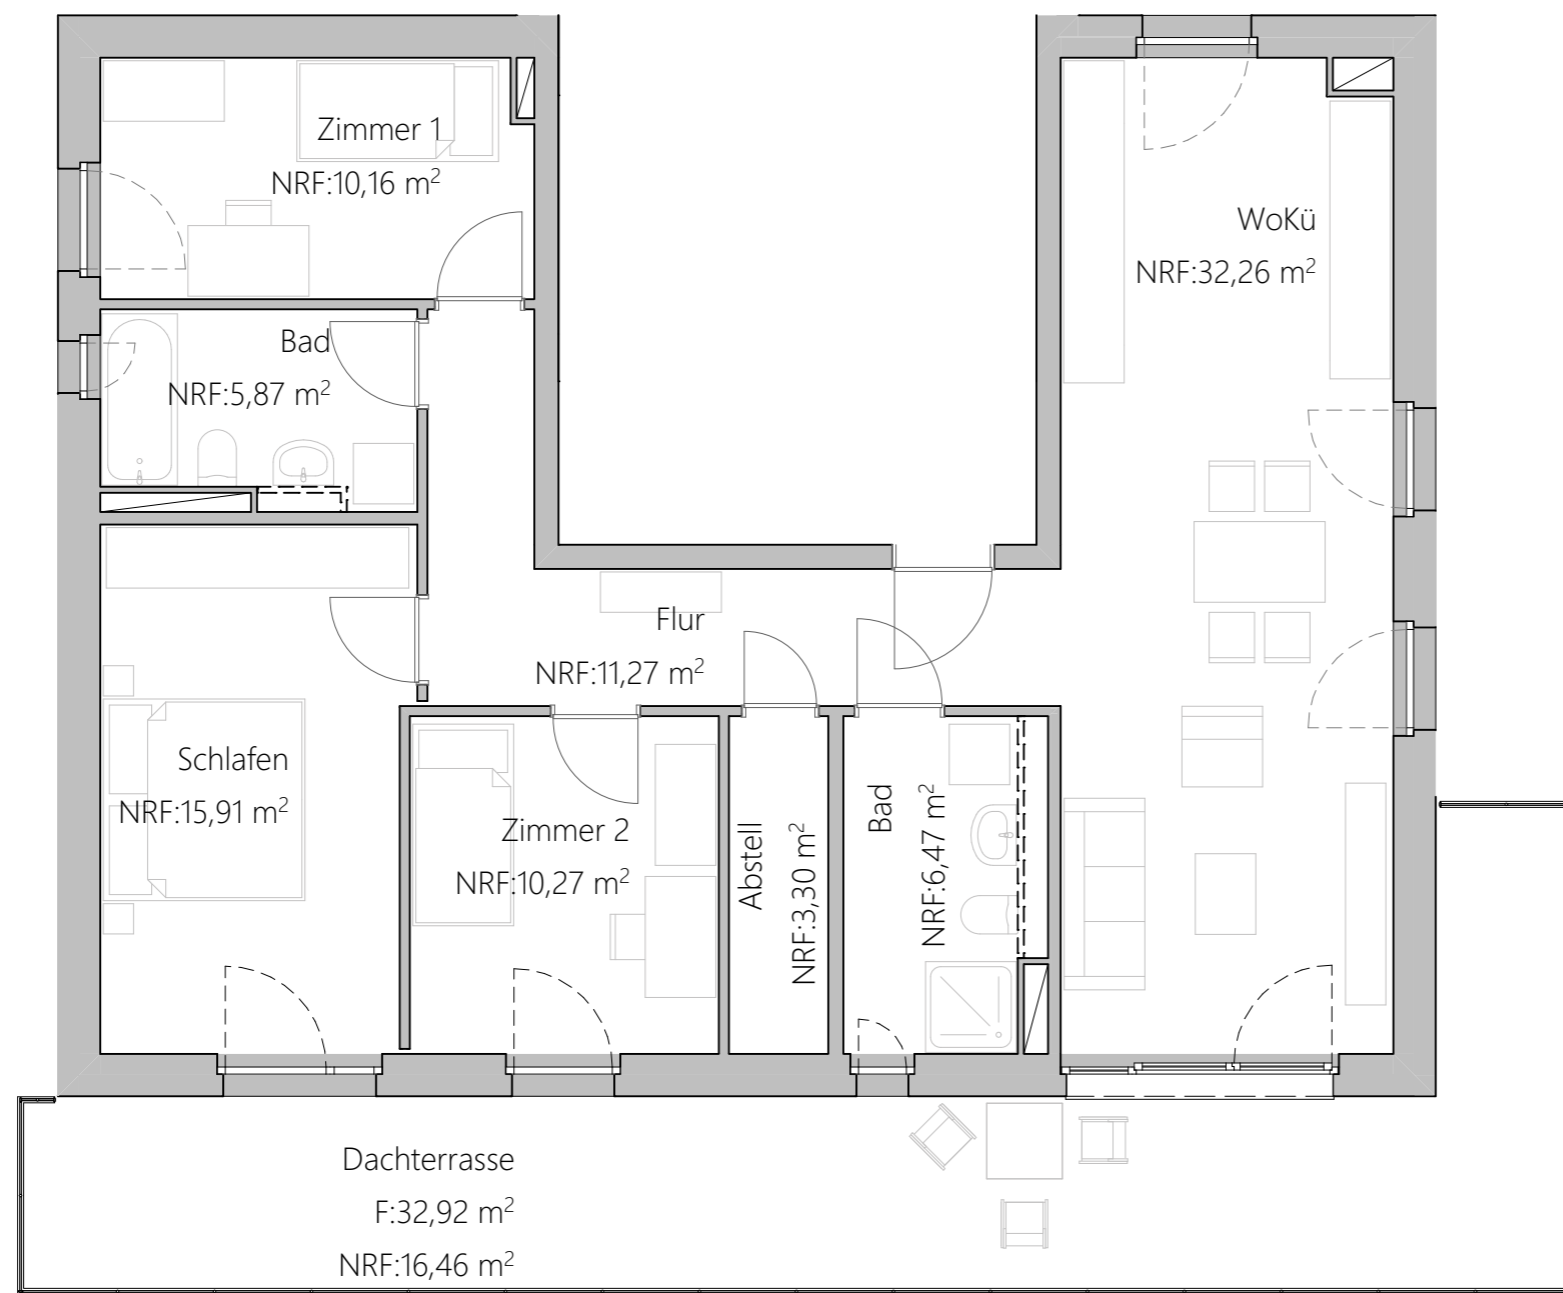 Zimmer 1
NRF:10,16 m²
WoKü
NRF:32,26 m²
Bad
NRF:5,87 m²
Flur
NRF:11,27 m²
Schlafen
NRF:15,91 m²
Zimmer 2
NRF:10,27 m²
Abstell
NRF:3,30 m²
Bad
NRF:6,47 m²
Dachterrasse
F:32,92 m²
NRF:16,46 m²